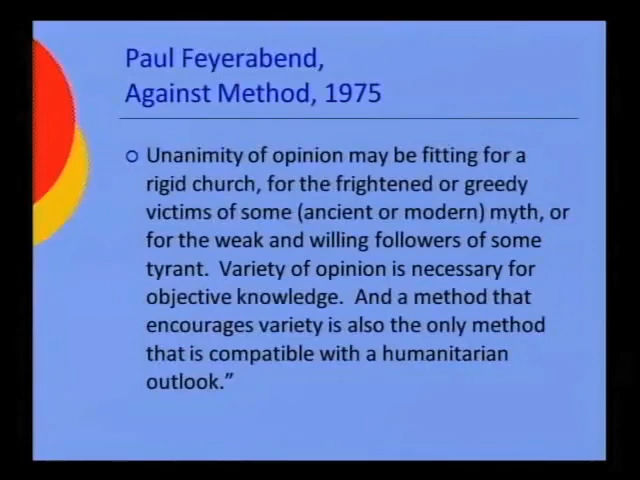 Paul Feyerabend,
Against Method, 1975
Unanimity of opinion may be fitting for a
rigid church, for the frightened or greedy
victims of some (ancient or modern) myth, or
for the weak and willing followers of some
tyrant.  Variety of opinion is necessary for
objective knowledge.  And a method that
encourages variety is also the only method
that is compatible with a humanitarian
outlook.”